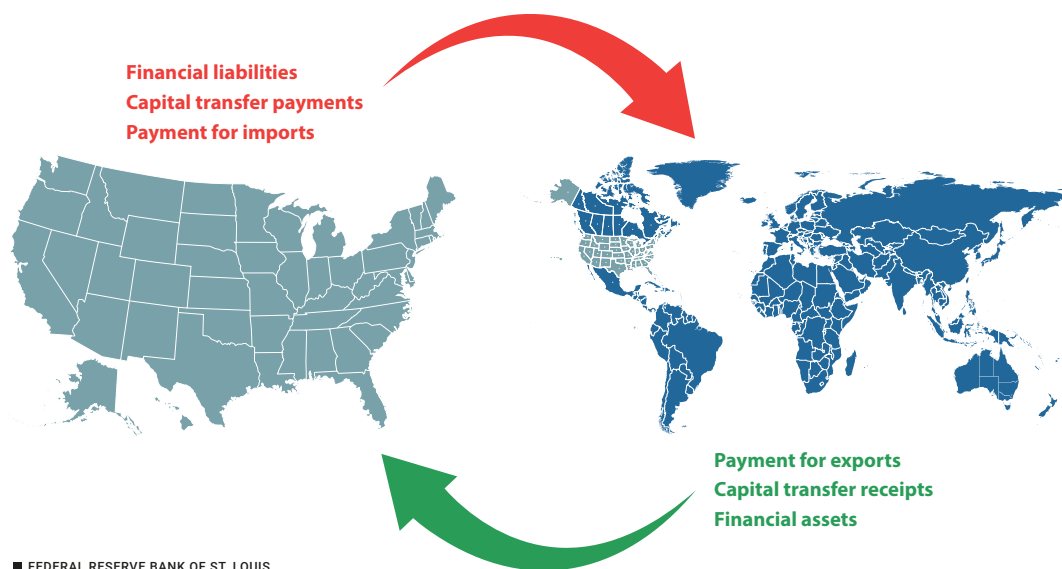 Financial liabilities
Capital transfer payments
Payment for imports
Payment for exports
Capital transfer receipts
Financial assets
FEDERAL RESERVE BANK OF ST. LOUIS